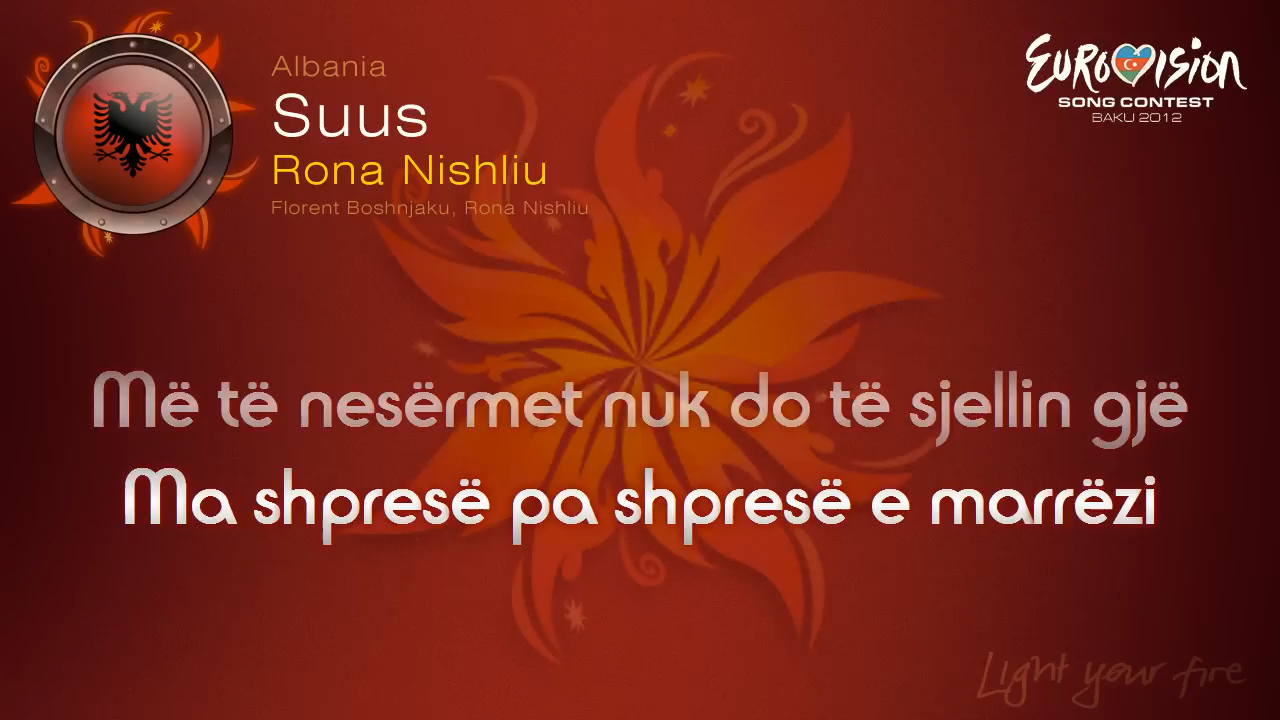 Albania
Suus
Rona Nishliu
Florent Boshnjaku, Rona Nishliu
EUROVISION
SONG CONTEST
BAKU 2012
Më të nesërmet nuk do të sjellin gjë
Ma shpresë pa shpresë e marrëzi
Light your fire